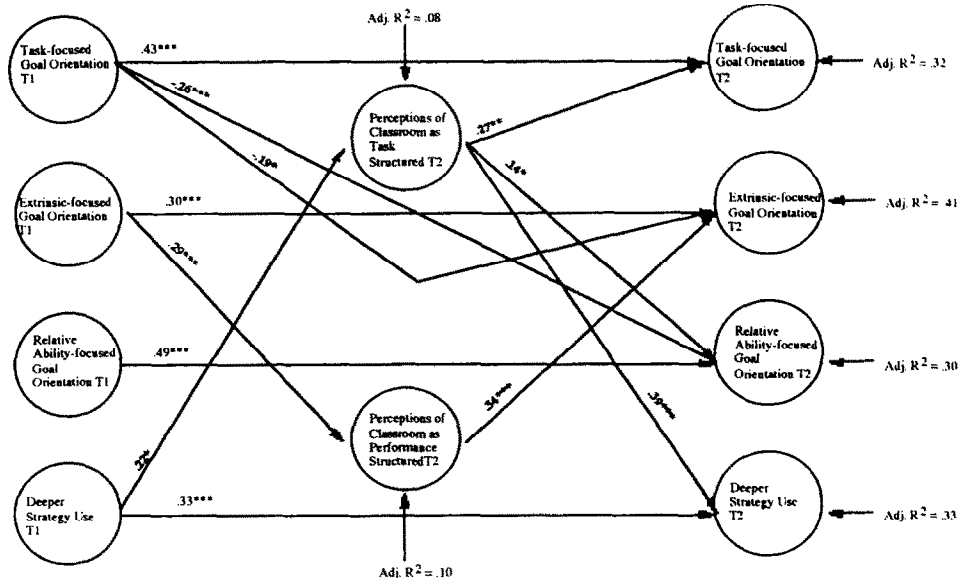 Adj. R² = .08
Task-focused
Goal Orientation
T1
.43***
Task-focused
Goal Orientation
T2
Adj. R² = .32
-.26***
Perceptions of
Classroom as
Task
Structured T2
.27**
-.19*
.14*
Extrinsic-focused
Goal Orientation
T1
.30***
Extrinsic-focused
Goal Orientation
T2
Adj. R² = .41
.29***
Relative
Ability-focused
Goal
Orientation T1
.49***
Relative
Ability-focused
Goal
Orientation T2
Adj. R² = .30
Perceptions of
Classroom as
Performance
StructuredT2
.34***
.39***
.22*
Deeper
Strategy Use
T1
.33***
Deeper
Strategy Use
T2
Adj. R² = .33
Adj. R² = .10